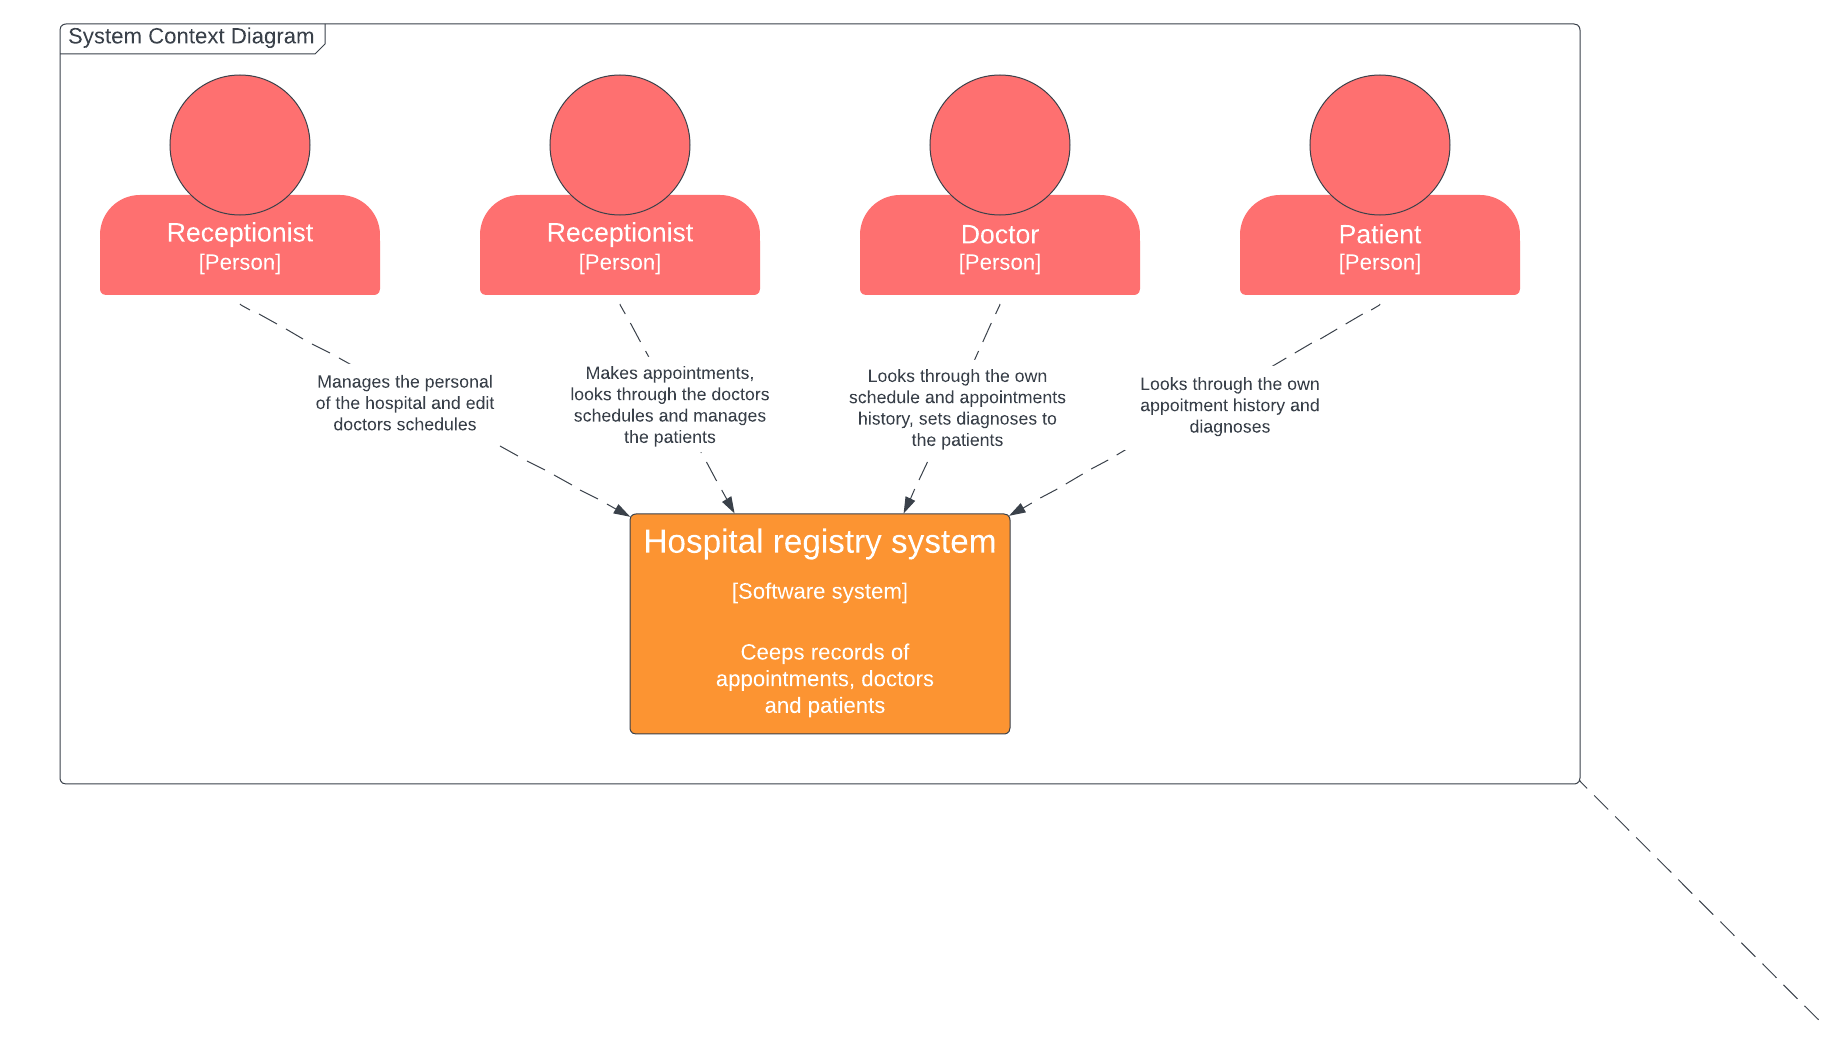 System Context Diagram
Receptionist
[Person]
Receptionist
[Person]
Doctor
[Person]
Patient
[Person]
Manages the personal
of the hospital and edit
doctors schedules
Makes appointments,
looks through the doctors
schedules and manages
the patients
Looks through the own
schedule and appointments
history, sets diagnoses to
the patients
Looks through the own
appoitment history and
diagnoses
Hospital registry system
[Software system]
Ceeps records of
appointments, doctors
and patients